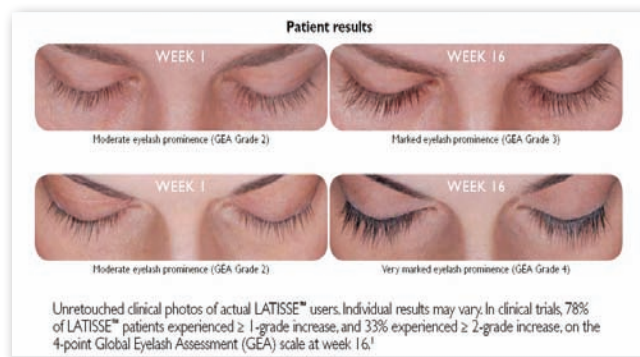 Patient results
WEEK 1
WEEK 16
Moderate eyelash prominence (GEA Grade 2)
Marked eyelash prominence (GEA Grade 3)
WEEK 1
WEEK 16
Moderate eyelash prominence (GEA Grade 2)
Very marked eyelash prominence (GEA Grade 4)
Unretouched clinical photos of actual LATISSE™ users. Individual results may vary. In clinical trials, 78%
of LATISSE™ patients experienced ≥ 1-grade increase, and 33% experienced ≥ 2-grade increase, on the
4-point Global Eyelash Assessment (GEA) scale at week 16.¹